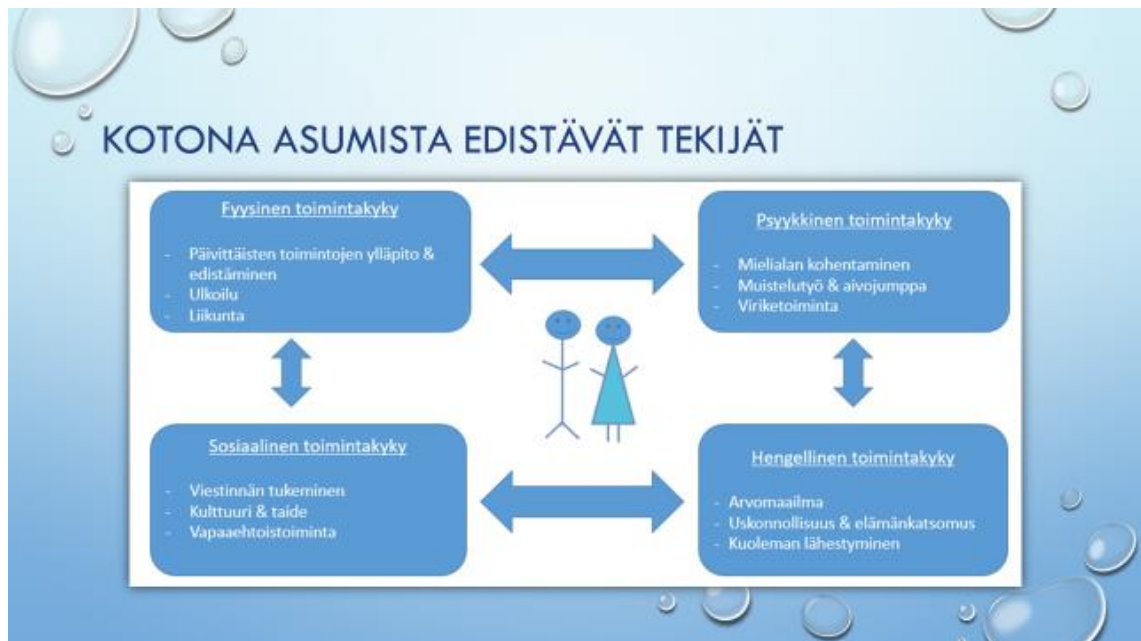 KOTONA ASUMISTA EDISTÄVÄT TEKIJÄT
Fyysinen toimintakyky
- Päivittäisten toimintojen ylläpito &
edistäminen
- Ulkoilu
- Liikunta
Psyykkinen toimintakyky
- Mielialan kohentaminen
- Muistelutyö & aivojumppa
- Viriketoiminta
Sosiaalinen toimintakyky
- Viestinnän tukeminen
- Kulttuuri & taide
- Vapaaehtoistoiminta
Hengellinen toimintakyky
- Arvomaailma
- Uskonnollisuus & elämänkatsomus
- Kuoleman lähestyminen